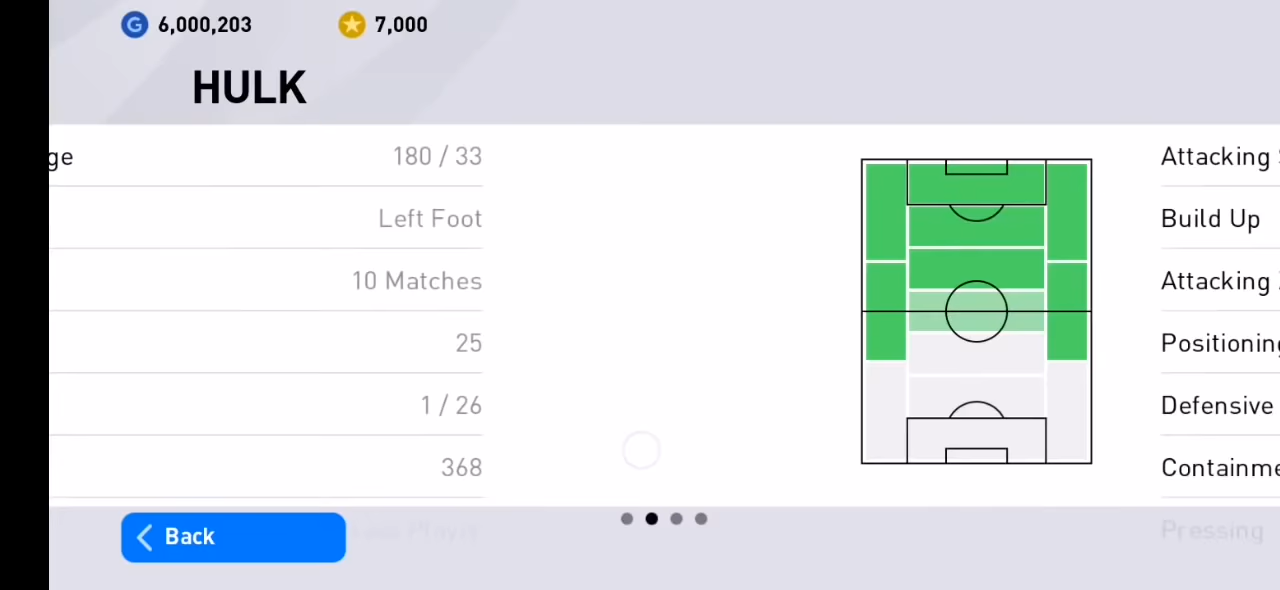 6,000,203 7,000
HULK
ge 180 / 33
Left Foot
10 Matches
25
1 / 26
368
Attacking
Build Up
Attacking
Positioning
Defensive
Containme
Pressing
Back